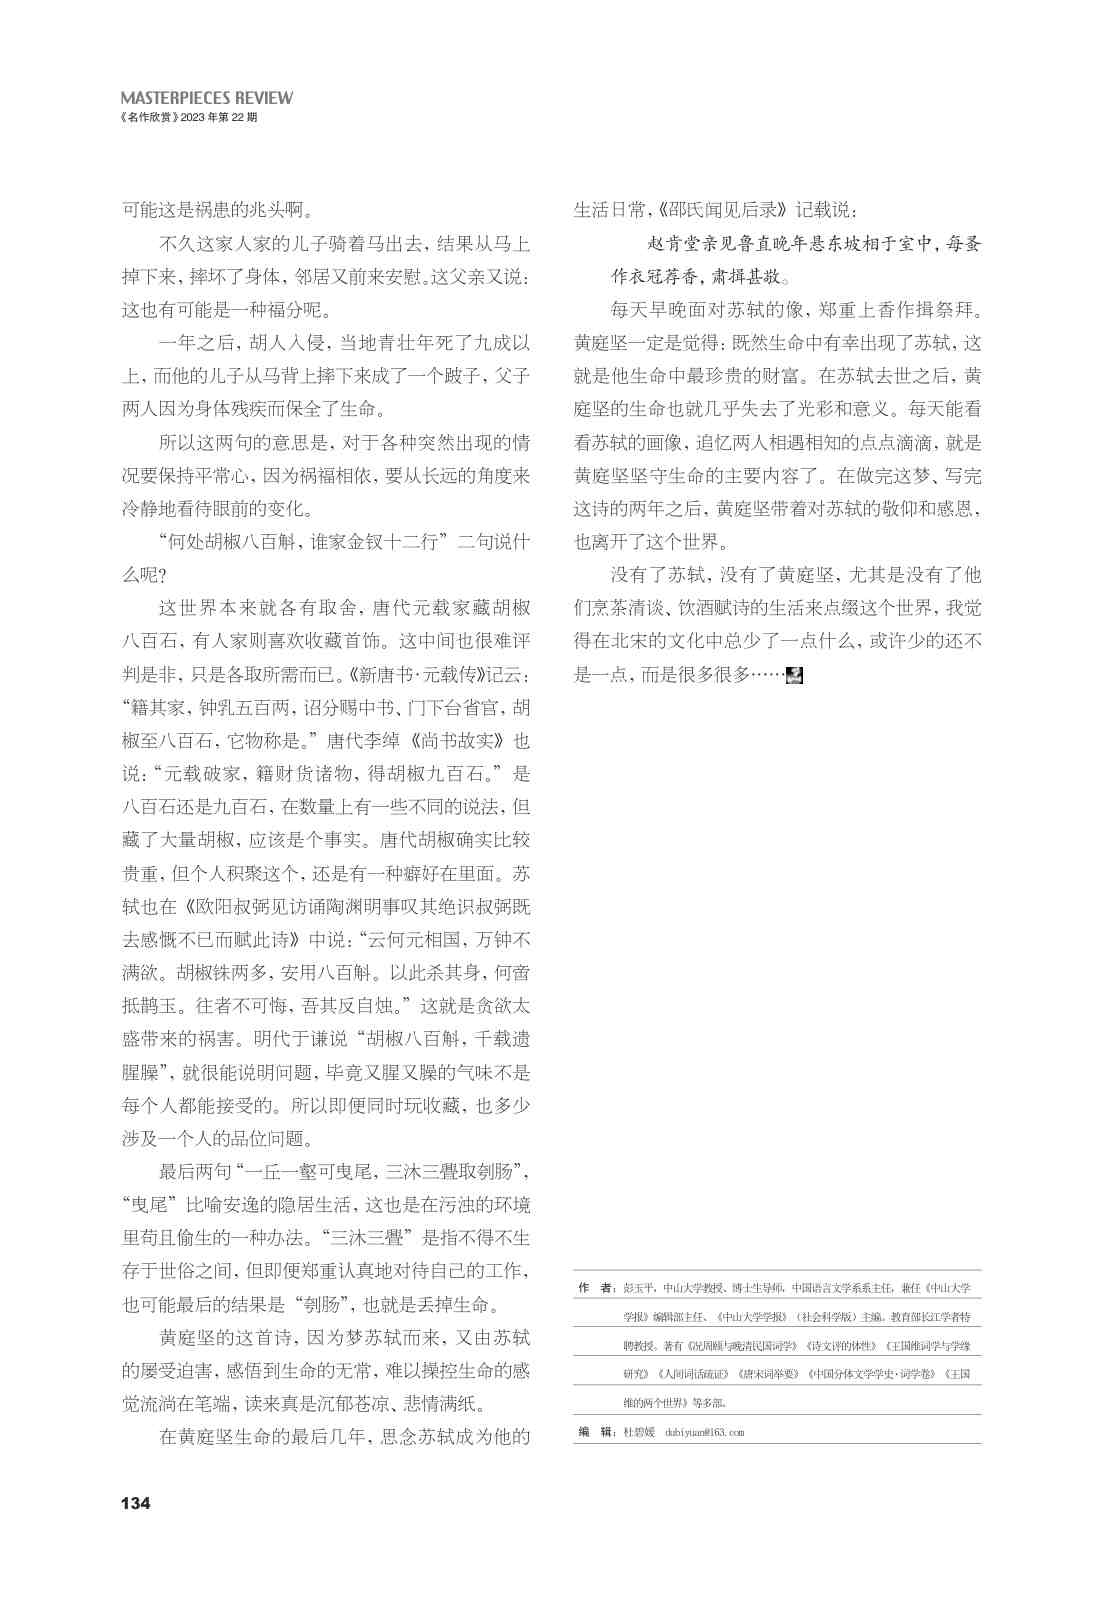 MASTERPIECES REVIEW
《名作欣赏》2023 年第 22 期
可能这是祸患的兆头啊。
不久这家人家的儿子骑着马出去，结果从马上
掉下来，摔坏了身体，邻居又前来安慰。这父亲又说：
这也有可能是一种福分呢。
一年之后，胡人入侵，当地青壮年死了九成以
上，而他的儿子从马背上摔下来成了一个跛子，父子
两人因为身体残疾而保全了生命。
所以这两句的意思是，对于各种突然出现的情
况要保持平常心，因为祸福相依，要从长远的角度来
冷静地看待眼前的变化。
“何处胡椒八百斛，谁家金钗十二行”二句说什
么呢？
这世界本来就各有取舍，唐代元载家藏胡椒
八百石，有人家则喜欢收藏首饰。这中间也很难评
判是非，只是各取所需而已。《新唐书·元载传》记云：
“籍其家，钟乳五百两，诏分赐中书、门下台省官，胡
椒至八百石，它物称是。”唐代李绰《尚书故实》也
说：“元载破家，籍财货诸物，得胡椒九百石。”是
八百石还是九百石，在数量上有一些不同的说法，但
藏了大量胡椒，应该是个事实。唐代胡椒确实比较
贵重，但个人积聚这个，还是有一种癖好在里面。苏
轼也在《欧阳叔弼见访诵陶渊明事叹其绝识叔弼既
去感慨不已而赋此诗》中说：“云何元相国，万钟不
满欲。胡椒铢两多，安用八百斛。以此杀其身，何啻
抵鹊玉。往者不可悔，吾其反自烛。”这就是贪欲太
盛带来的祸害。明代于谦说“胡椒八百斛，千载遗
腥臊”，就很能说明问题，毕竟又腥又臊的气味不是
每个人都能接受的。所以即便同时玩收藏，也多少
涉及一个人的品位问题。
最后两句“一丘一壑可曳尾，三沐三舋取刳肠”，
“曳尾”比喻安逸的隐居生活，这也是在污浊的环境
里苟且偷生的一种办法。“三沐三舋”是指不得不生
存于世俗之间，但即便郑重认真地对待自己的工作，
也可能最后的结果是“刳肠”，也就是丢掉生命。
黄庭坚的这首诗，因为梦苏轼而来，又由苏轼
的屡受迫害，感悟到生命的无常，难以操控生命的感
觉流淌在笔端，读来真是沉郁苍凉、悲情满纸。
在黄庭坚生命的最后几年，思念苏轼成为他的
生活日常，《邵氏闻见后录》记载说：
赵肯堂亲见鲁直晚年悬东坡相于室中，每蚤
作衣冠荐香，肃揖甚敬。
每天早晚面对苏轼的像，郑重上香作揖祭拜。
黄庭坚一定是觉得：既然生命中有幸出现了苏轼，这
就是他生命中最珍贵的财富。在苏轼去世之后，黄
庭坚的生命也就几乎失去了光彩和意义。每天能看
看苏轼的画像，追忆两人相遇相知的点点滴滴，就是
黄庭坚坚守生命的主要内容了。在做完这梦、写完
这诗的两年之后，黄庭坚带着对苏轼的敬仰和感恩，
也离开了这个世界。
没有了苏轼，没有了黄庭坚，尤其是没有了他
们烹茶清谈、饮酒赋诗的生活来点缀这个世界，我觉
得在北宋的文化中总少了一点什么，或许少的还不
是一点，而是很多很多……
作　者：彭玉平，中山大学教授、博士生导师，中国语言文学系系主任，兼任《中山大学
学报》编辑部主任、《中山大学学报》（社会科学版）主编。教育部长江学者特
聘教授。著有《况周颐与晚清民国词学》《诗文评的体性》《王国维词学与学缘
研究》《人间词话疏证》《唐宋词举要》《中国分体文学学史·词学卷》《王国
维的两个世界》等多部。
编　辑：杜碧媛　dubiyuan@163.com
134